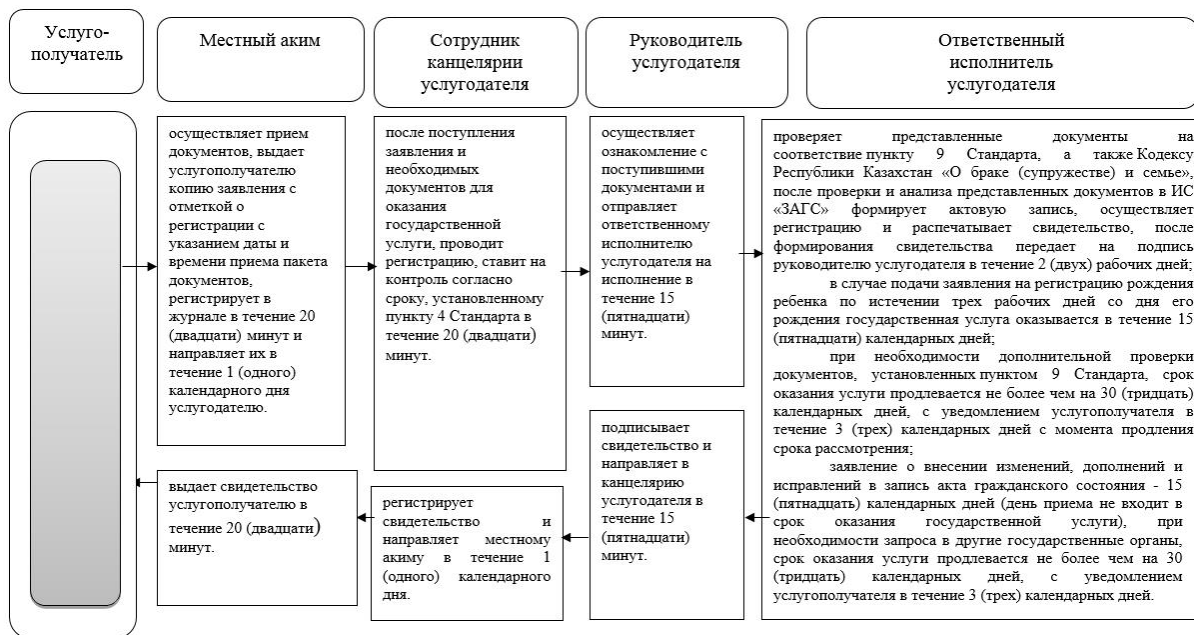 Услуго-
получатель
Местный аким
Сотрудник
канцелярии
услугодателя
Руководитель
услугодателя
Ответственный
исполнитель
услугодателя
осуществляет прием
документов, выдает
услугополучателю
копию заявления с
отметкой о
регистрации с
указанием даты и
времени приема пакета
документов,
регистрирует в
журнале в течение 20
(двадцати) минут и
направляет их в
течение 1 (одного)
календарного дня
услугодателю.
после поступления
заявления и
необходимых
документов для
оказания
государственной
услуги, проводит
регистрацию, ставит на
контроль согласно
сроку, установленному
пункту 4 Стандарта в
течение 20 (двадцати)
минут.
осуществляет
ознакомление с
поступившими
документами и
отправляет
ответственному
исполнителю
услугодателя на
исполнение в
течение 15
(пятнадцати)
минут.
проверяет представленные документы на
соответствие пункту 9 Стандарта, а также Кодексу
Республики Казахстан «О браке (супружестве) и семье»,
после проверки и анализа представленных документов в ИС
«ЗАГС» формирует актовую запись, осуществляет
регистрацию и распечатывает свидетельство, после
формирования свидетельства передает на подпись
руководителю услугодателя в течение 2 (двух) рабочих дней;
в случае подачи заявления на регистрацию рождения
ребенка по истечении трех рабочих дней со дня его
рождения государственная услуга оказывается в течение 15
(пятнадцати) календарных дней;
при необходимости дополнительной проверки
документов, установленных пунктом 9 Стандарта, срок
оказания услуги продлевается не более чем на 30 (тридцать)
календарных дней, с уведомлением услугополучателя в
течение 3 (трех) календарных дней с момента продления
срока рассмотрения;
заявление о внесении изменений, дополнений и
исправлений в запись акта гражданского состояния - 15
(пятнадцать) календарных дней (день приема не входит в
срок оказания государственной услуги), при
необходимости запроса в другие государственные органы,
срок оказания услуги продлевается не более чем на 30
(тридцать) календарных дней, с уведомлением
услугополучателя в течение 3 (трех) календарных дней.
подписывает
свидетельство и
направляет в
канцелярию
услугодателя в
течение 15
(пятнадцати)
минут.
регистрирует
свидетельство и
направляет местному
акиму в течение 1
(одного) календарного
дня.
выдает свидетельство
услугополучателю в
течение 20 (двадцати)
минут.